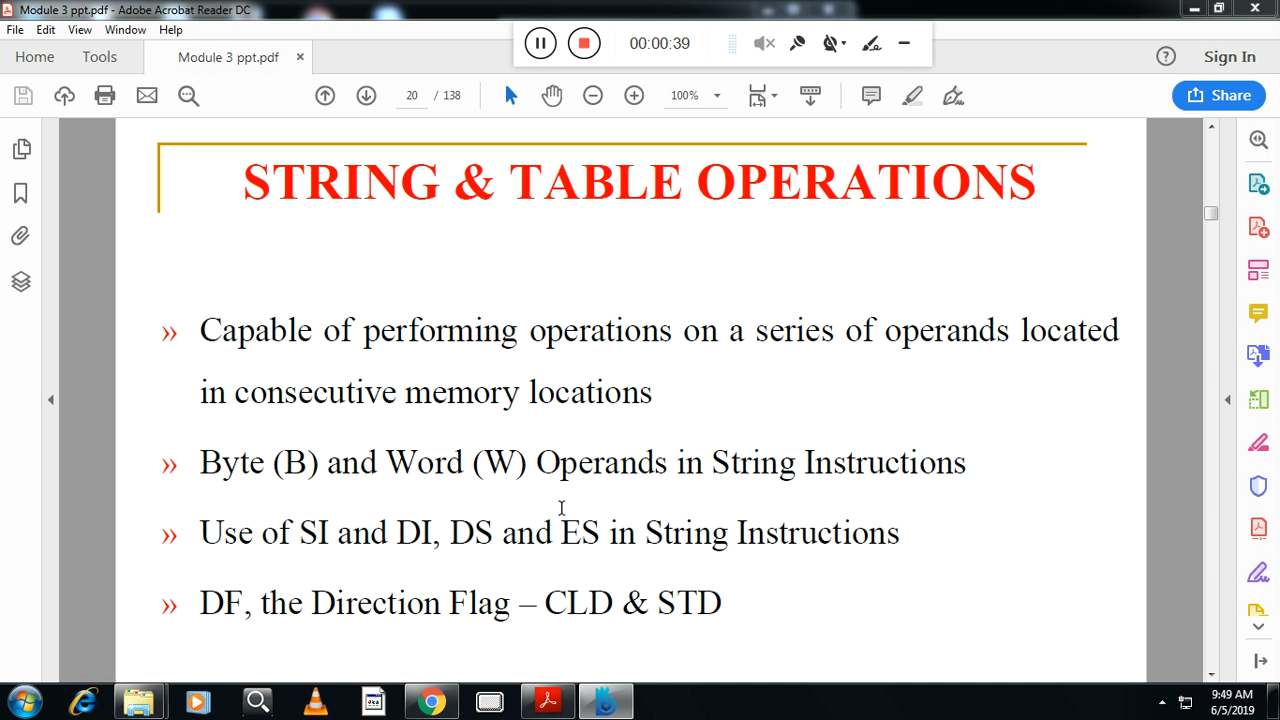 Module 3 ppt.pdf - Adobe Acrobat Reader DC
File Edit View Window Help
00:00:39
Home Tools Module 3 ppt.pdf Sign In
20 / 138 100% Share
STRING & TABLE OPERATIONS
» Capable of performing operations on a series of operands located
in consecutive memory locations
» Byte (B) and Word (W) Operands in String Instructions
» Use of SI and DI, DS and ES in String Instructions
» DF, the Direction Flag – CLD & STD
9:49 AM
6/5/2019